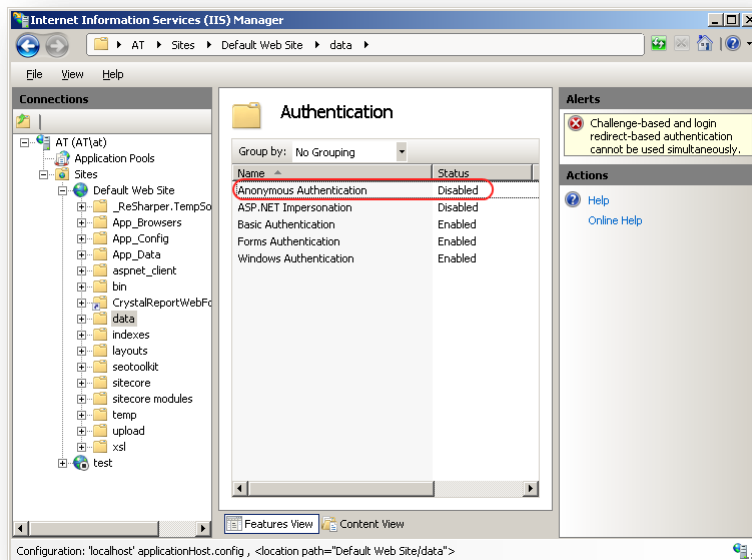 Internet Information Services (IIS) Manager
AT Sites Default Web Site data
File View Help
Connections
AT (AT\at)
Application Pools
Sites
Default Web Site
_ReSharper.TempSo
App_Browsers
App_Config
App_Data
aspnet_client
bin
CrystalReportWebFo
data
indexes
layouts
seotoolkit
sitecore
sitecore modules
temp
upload
xsl
test
Authentication
Group by: No Grouping
Name Status
Anonymous Authentication Disabled
ASP.NET Impersonation Disabled
Basic Authentication Enabled
Forms Authentication Enabled
Windows Authentication Enabled
Features View Content View
Alerts
Challenge-based and login
redirect-based authentication
cannot be used simultaneously.
Actions
Help
Online Help
Configuration: 'localhost' applicationHost.config , <location path="Default Web Site/data">